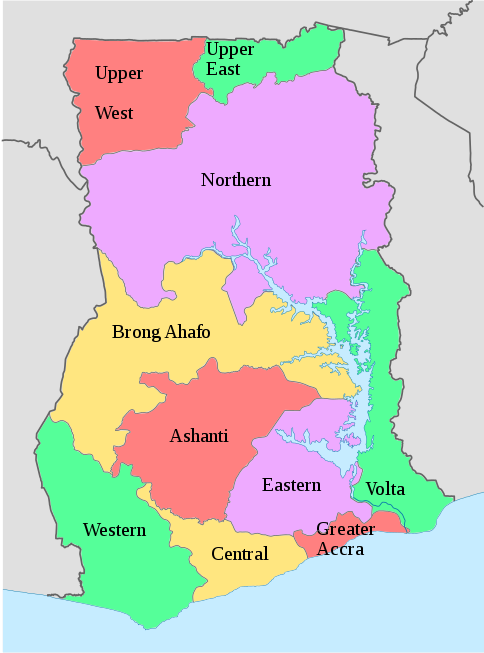 Upper
East
Upper
West
Northern
Brong Ahafo
Ashanti
Eastern
Volta
Western
Greater
Accra
Central